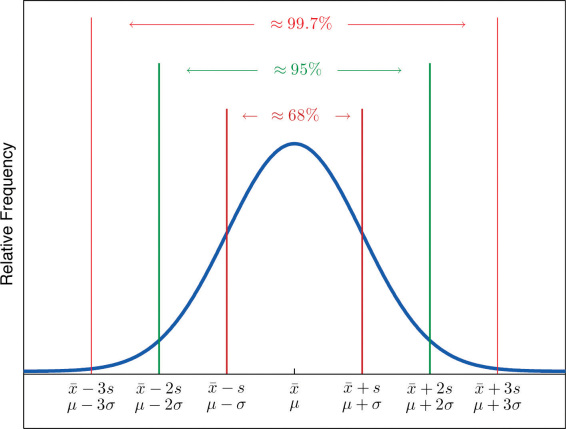 ≈ 99.7%
≈ 95%
≈ 68%
Relative Frequency
x̄ − 3s x̄ − 2s x̄ − s x̄ x̄ + s x̄ + 2s x̄ + 3s
μ − 3σ μ − 2σ μ − σ μ μ + σ μ + 2σ μ + 3σ